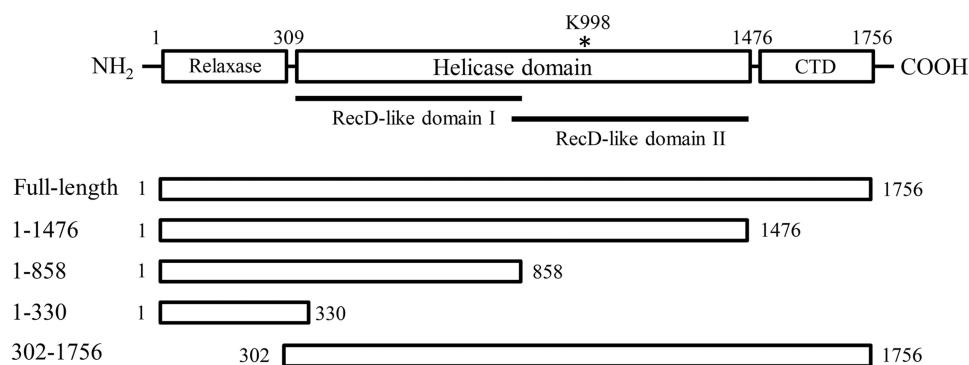 K998
1 309 * 1476 1756
NH2 Relaxase Helicase domain CTD COOH
RecD-like domain I
RecD-like domain II
Full-length 1 1756
1-1476 1 1476
1-858 1 858
1-330 1 330
302-1756 302 1756